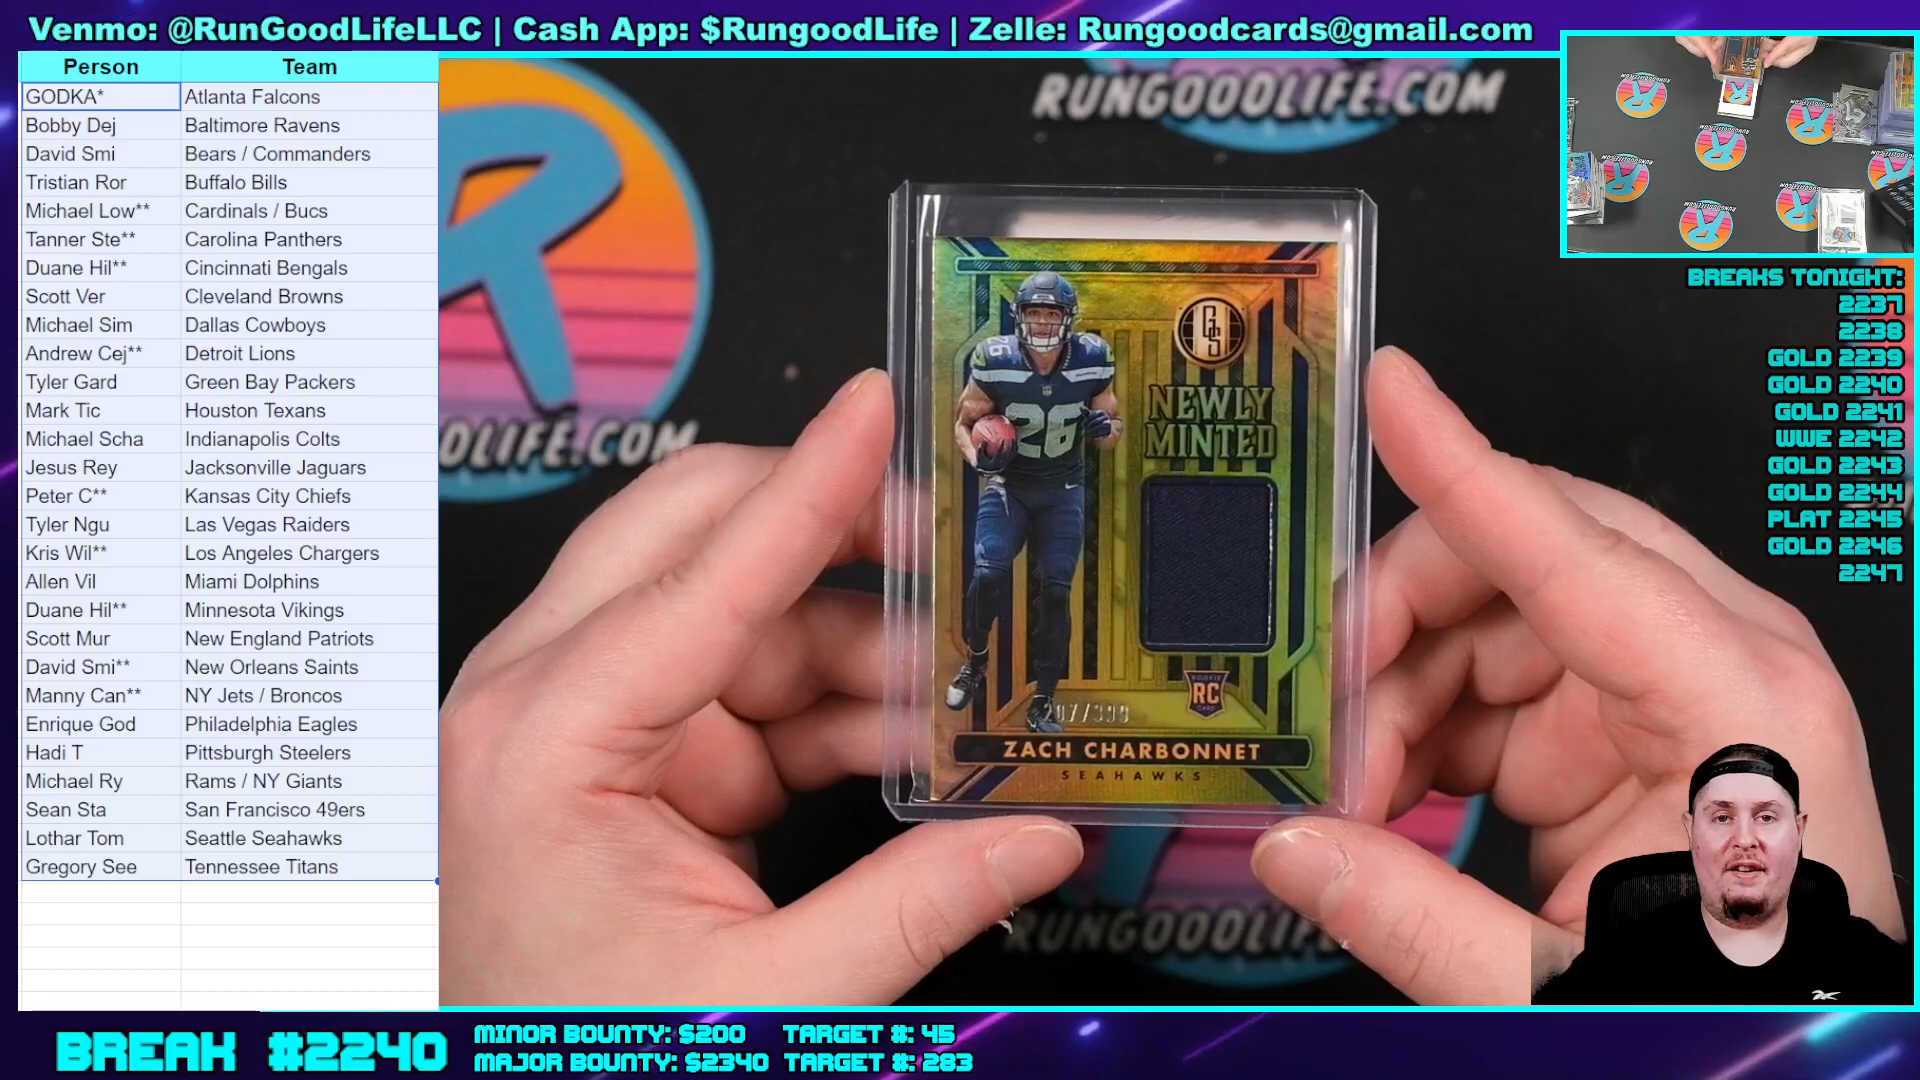 Venmo: @RunGoodLifeLLC | Cash App: $RungoodLife | Zelle: Rungoodcards@gmail.com
Person Team
GODKA* Atlanta Falcons
Bobby Dej Baltimore Ravens
David Smi Bears / Commanders
Tristian Ror Buffalo Bills
Michael Low** Cardinals / Bucs
Tanner Ste** Carolina Panthers
Duane Hil** Cincinnati Bengals
Scott Ver Cleveland Browns
Michael Sim Dallas Cowboys
Andrew Cej** Detroit Lions
Tyler Gard Green Bay Packers
Mark Tic Houston Texans
Michael Scha Indianapolis Colts
Jesus Rey Jacksonville Jaguars
Peter C** Kansas City Chiefs
Tyler Ngu Las Vegas Raiders
Kris Wil** Los Angeles Chargers
Allen Vil Miami Dolphins
Duane Hil** Minnesota Vikings
Scott Mur New England Patriots
David Smi** New Orleans Saints
Manny Can** NY Jets / Broncos
Enrique God Philadelphia Eagles
Hadi T Pittsburgh Steelers
Michael Ry Rams / NY Giants
Sean Sta San Francisco 49ers
Lothar Tom Seattle Seahawks
Gregory See Tennessee Titans
RUNGOODLIFE.COM
R
OLIFE.COM
GS
26
26
NEWLY
MINTED
ROOKIE
RC
CARD
207/399
ZACH CHARBONNET
SEAHAWKS
BREAKS TONIGHT:
2237
2238
GOLD 2239
GOLD 2240
GOLD 2241
WWE 2242
GOLD 2243
GOLD 2244
PLAT 2245
GOLD 2246
2247
BREAK #2240
MINOR BOUNTY: $200 TARGET #: 45
MAJOR BOUNTY: $2340 TARGET #: 283